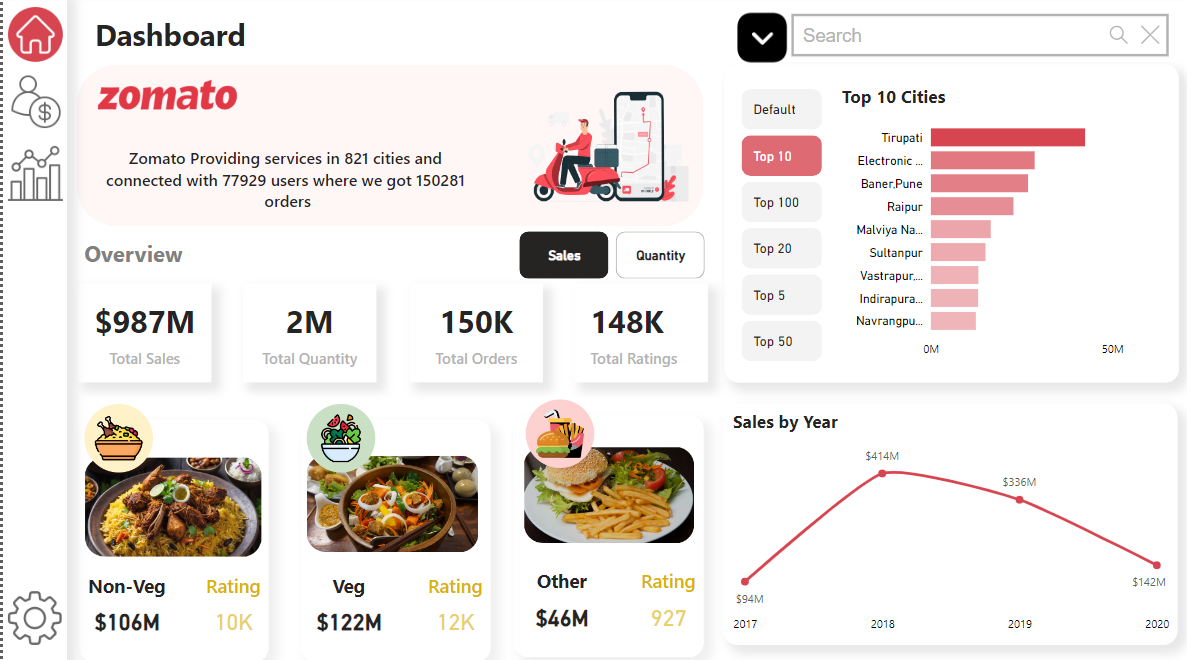 Dashboard
Search
zomato
Zomato Providing services in 821 cities and
connected with 77929 users where we got 150281
orders
Default
Top 10
Top 100
Top 20
Top 5
Top 50
Top 10 Cities
Tirupati
Electronic ...
Baner,Pune
Raipur
Malviya Na...
Sultanpur
Vastrapur,...
Indirapura...
Navrangpu...
0M 50M
Overview
Sales
Quantity
$987M
Total Sales
2M
Total Quantity
150K
Total Orders
148K
Total Ratings
Non-Veg Rating
$106M 10K
Veg Rating
$122M 12K
Other Rating
$46M 927
Sales by Year
$414M
$336M
$142M
$94M
2017 2018 2019 2020